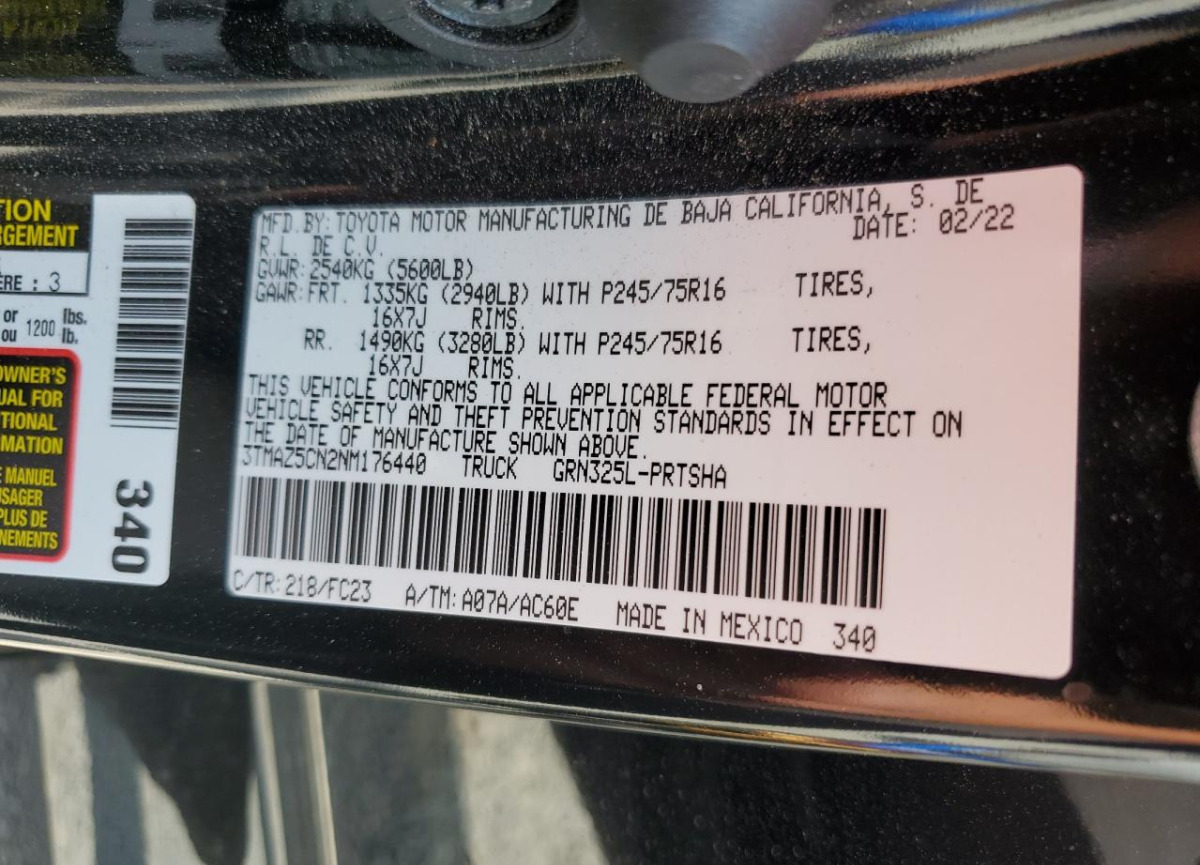 TION
RGEMENT
ÈRE : 3
or
ou 1200 lbs.
lb.
OWNER'S
UAL FOR
TIONAL
RMATION
E MANUEL
USAGER
PLUS DE
NEMENTS
340
MFD.BY:TOYOTA MOTOR MANUFACTURING DE BAJA CALIFORNIA, S. DE
R.L. DE C.V. DATE: 02/22
GVWR:2540KG (5600LB)
GAWR:FRT. 1335KG (2940LB) WITH P245/75R16 TIRES,
16X7J RIMS.
RR. 1490KG (3280LB) WITH P245/75R16 TIRES,
16X7J RIMS.
THIS VEHICLE CONFORMS TO ALL APPLICABLE FEDERAL MOTOR
VEHICLE SAFETY AND THEFT PREVENTION STANDARDS IN EFFECT ON
THE DATE OF MANUFACTURE SHOWN ABOVE.
3TMAZ5CN2NM176440 TRUCK GRN325L-PRTSHA
C/TR:218/FC23 A/TM:A07A/AC60E MADE IN MEXICO 340